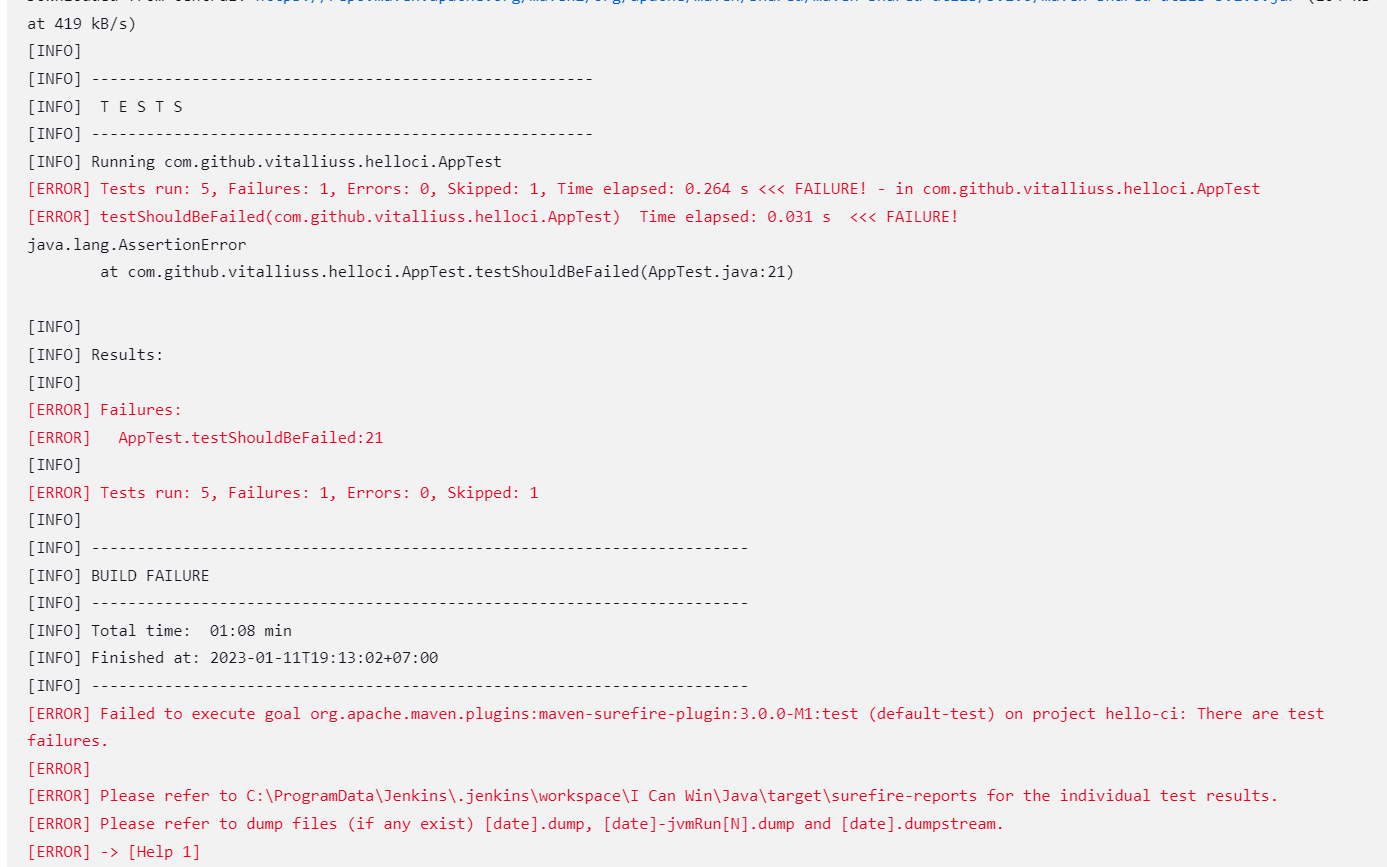 at 419 kB/s)
[INFO]
[INFO] -------------------------------------------------------
[INFO]  T E S T S
[INFO] -------------------------------------------------------
[INFO] Running com.github.vitalliuss.helloci.AppTest
[ERROR] Tests run: 5, Failures: 1, Errors: 0, Skipped: 1, Time elapsed: 0.264 s <<< FAILURE! - in com.github.vitalliuss.helloci.AppTest
[ERROR] testShouldBeFailed(com.github.vitalliuss.helloci.AppTest)  Time elapsed: 0.031 s  <<< FAILURE!
java.lang.AssertionError
        at com.github.vitalliuss.helloci.AppTest.testShouldBeFailed(AppTest.java:21)
[INFO]
[INFO] Results:
[INFO]
[ERROR] Failures:
[ERROR]   AppTest.testShouldBeFailed:21
[INFO]
[ERROR] Tests run: 5, Failures: 1, Errors: 0, Skipped: 1
[INFO]
[INFO] ------------------------------------------------------------------------
[INFO] BUILD FAILURE
[INFO] ------------------------------------------------------------------------
[INFO] Total time:  01:08 min
[INFO] Finished at: 2023-01-11T19:13:02+07:00
[INFO] ------------------------------------------------------------------------
[ERROR] Failed to execute goal org.apache.maven.plugins:maven-surefire-plugin:3.0.0-M1:test (default-test) on project hello-ci: There are test
failures.
[ERROR]
[ERROR] Please refer to C:\ProgramData\Jenkins\.jenkins\workspace\I Can Win\Java\target\surefire-reports for the individual test results.
[ERROR] Please refer to dump files (if any exist) [date].dump, [date]-jvmRun[N].dump and [date].dumpstream.
[ERROR] -> [Help 1]